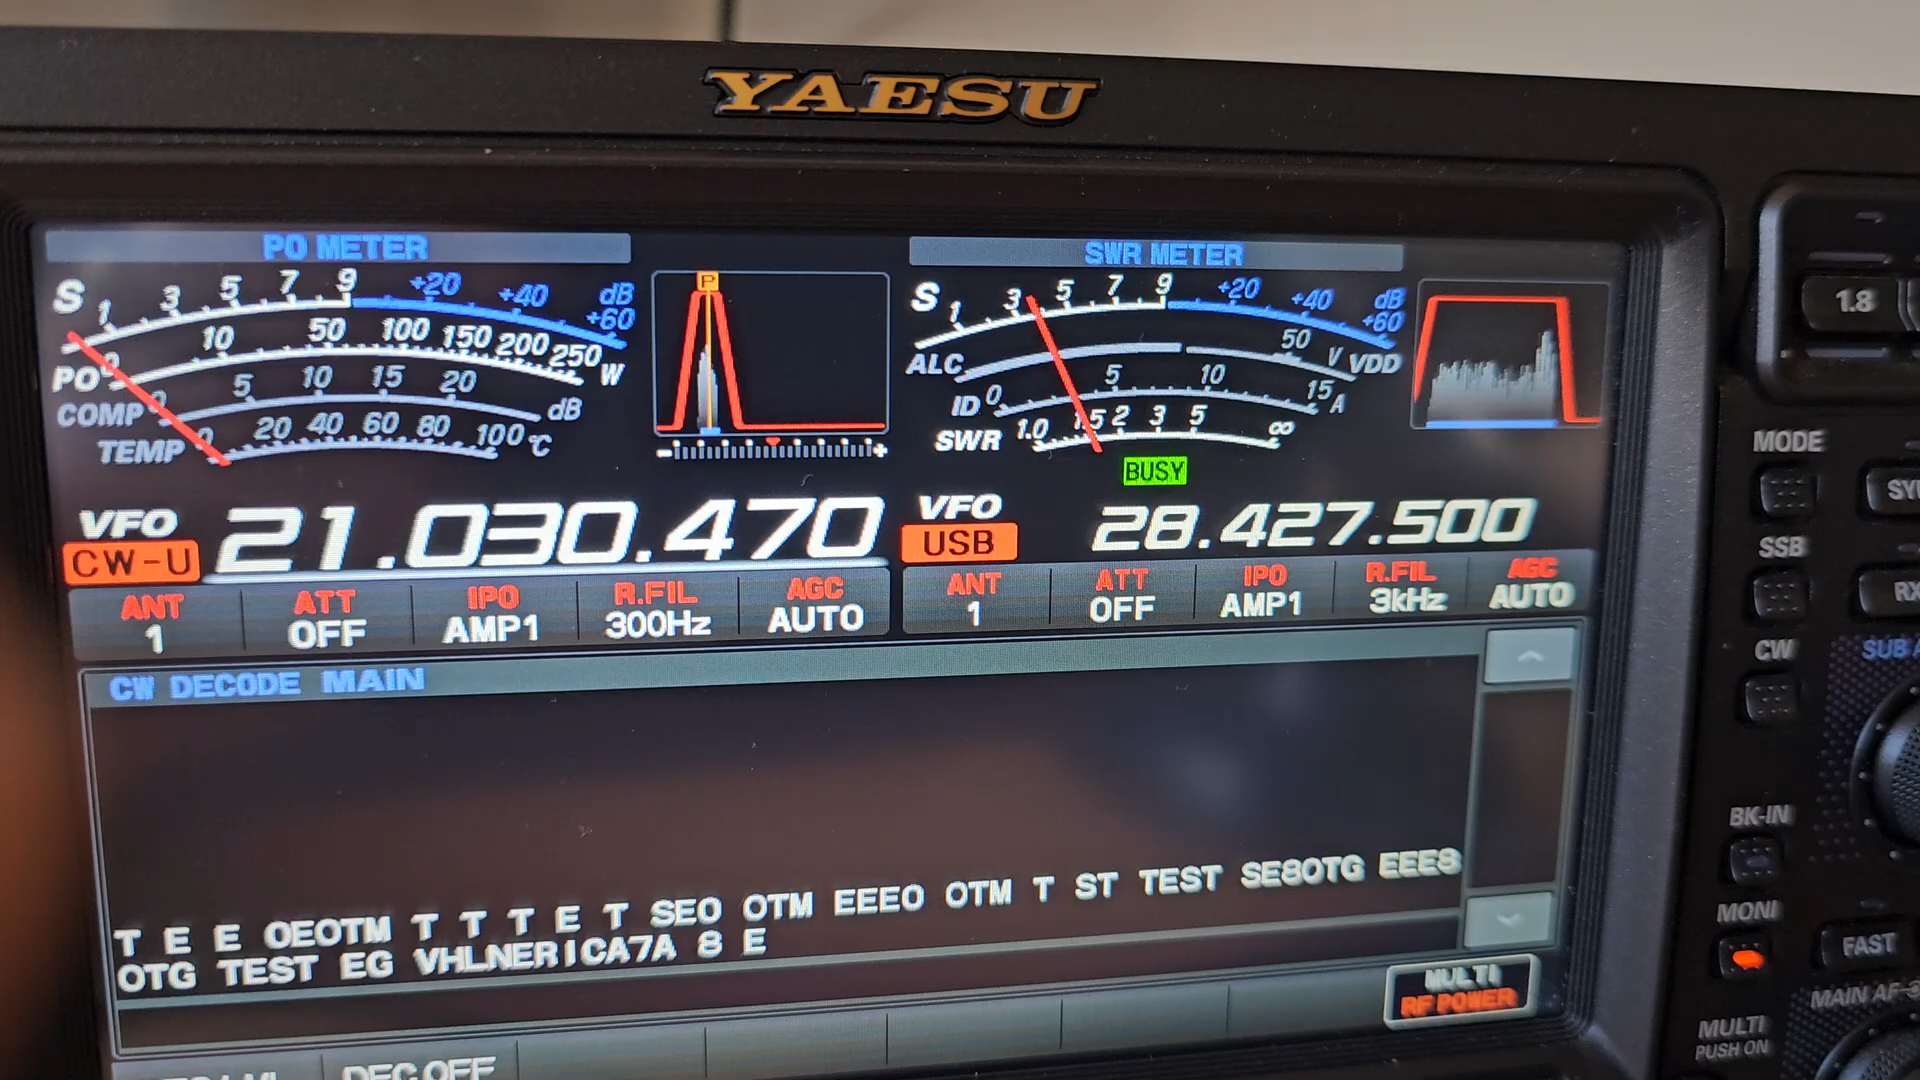 YAESU
PO METER
S 1 3 5 7 9 +20 +40 +60 dB
PO 0 10 50 100 150 200 250 W
COMP 0 5 10 15 20 dB
TEMP 0 20 40 60 80 100 °C
P
- +
SWR METER
S 1 3 5 7 9 +20 +40 +60 dB
ALC 50 V VDD
ID 0 5 10 15 A
SWR 1.0 1.5 2 3 5 ∞
BUSY
VFO
CW-U 21.030.470
VFO
USB 28.427.500
ANT 1
ATT OFF
IPO AMP1
R.FIL 300Hz
AGC AUTO
ANT 1
ATT OFF
IPO AMP1
R.FIL 3kHz
AGC AUTO
CW DECODE MAIN
T E E OEOTM T T T E T SEO OTM EEEO OTM T ST TEST SE8OTG EEE8
OTG TEST EG VHLNERICA7A 8 E
MULTI
RF POWER
DEC OFF
1.8
MODE
SSB
CW
BK-IN
MONI
FAST
MAIN AF
MULTI
PUSH ON